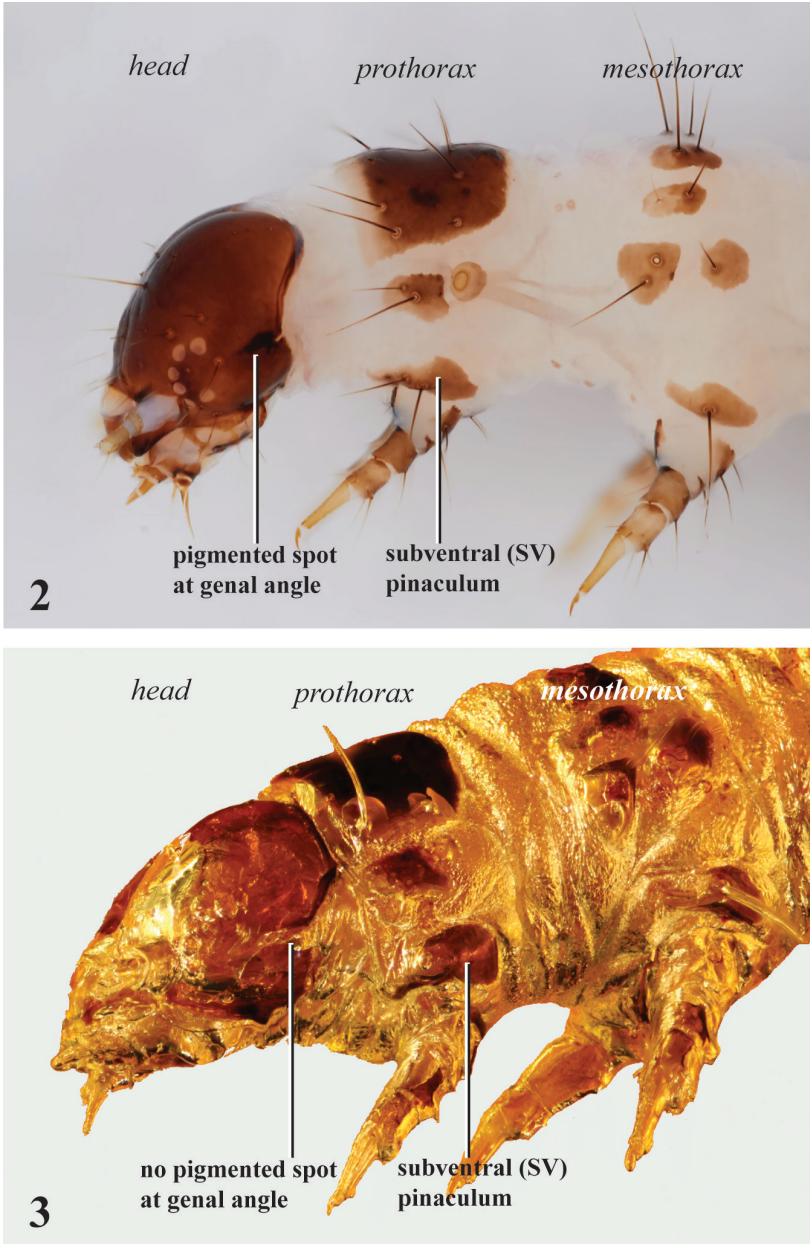 head prothorax mesothorax
pigmented spot
at genal angle
subventral (SV)
pinaculum
2
head prothorax mesothorax
no pigmented spot
at genal angle
subventral (SV)
pinaculum
3